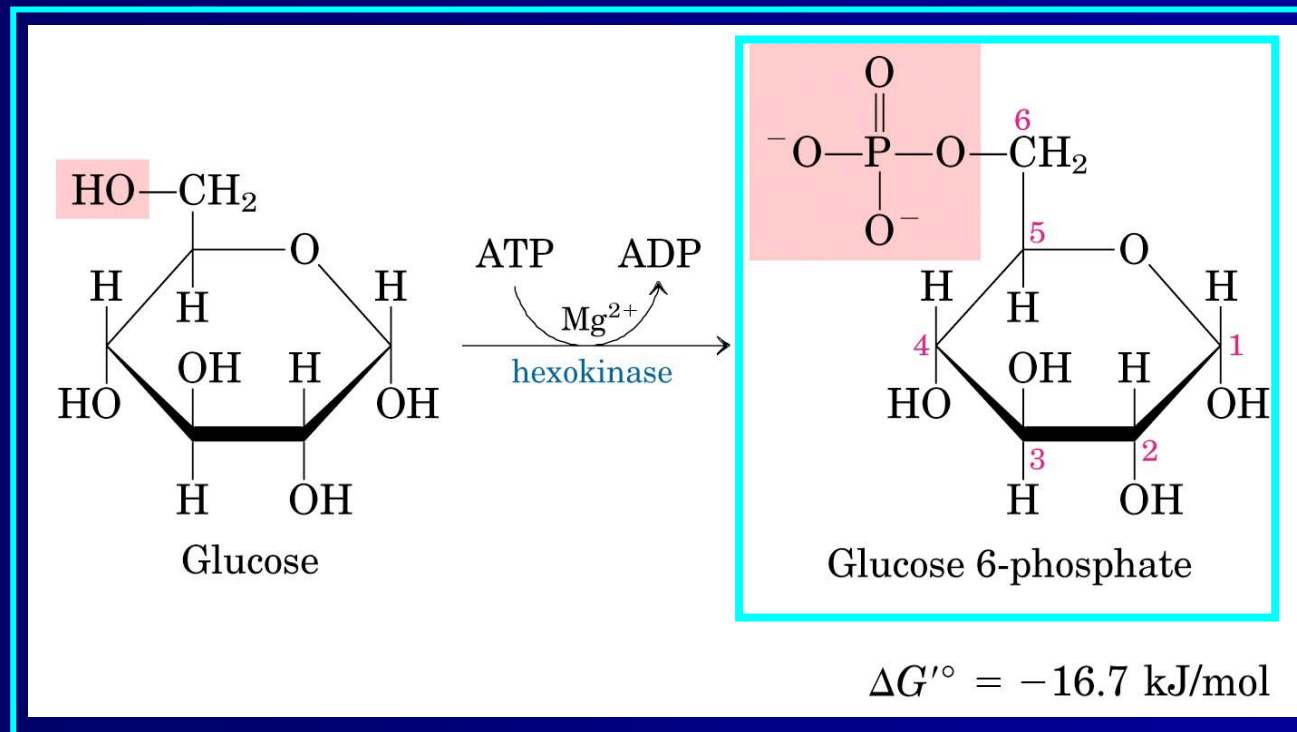 O
6
⁻O—P—O—CH₂
HO—CH₂
O⁻
5
O
O
ATP ADP
H H
H
Mg²⁺
H H
H
4 1
OH H
hexokinase
OH H
HO OH
HO OH
3 2
H OH
H OH
Glucose
Glucose 6-phosphate
ΔG′° = −16.7 kJ/mol